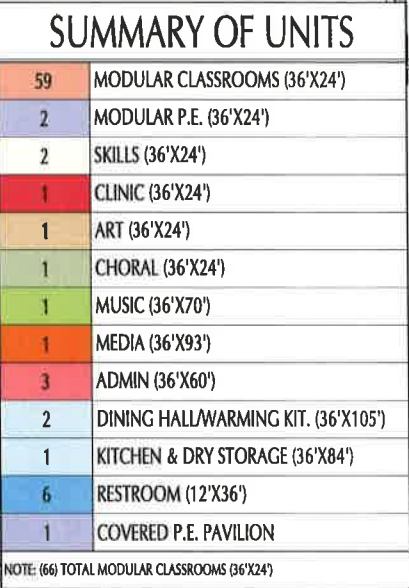 SUMMARY OF UNITS
59 MODULAR CLASSROOMS (36'X24')
2 MODULAR P.E. (36'X24')
2 SKILLS (36'X24')
1 CLINIC (36'X24')
1 ART (36'X24')
1 CHORAL (36'X24')
1 MUSIC (36'X70')
1 MEDIA (36'X93')
3 ADMIN (36'X60')
2 DINING HALL/WARMING KIT. (36'X105')
1 KITCHEN & DRY STORAGE (36'X84')
6 RESTROOM (12'X36')
1 COVERED P.E. PAVILION
NOTE: (66) TOTAL MODULAR CLASSROOMS (36'X24')